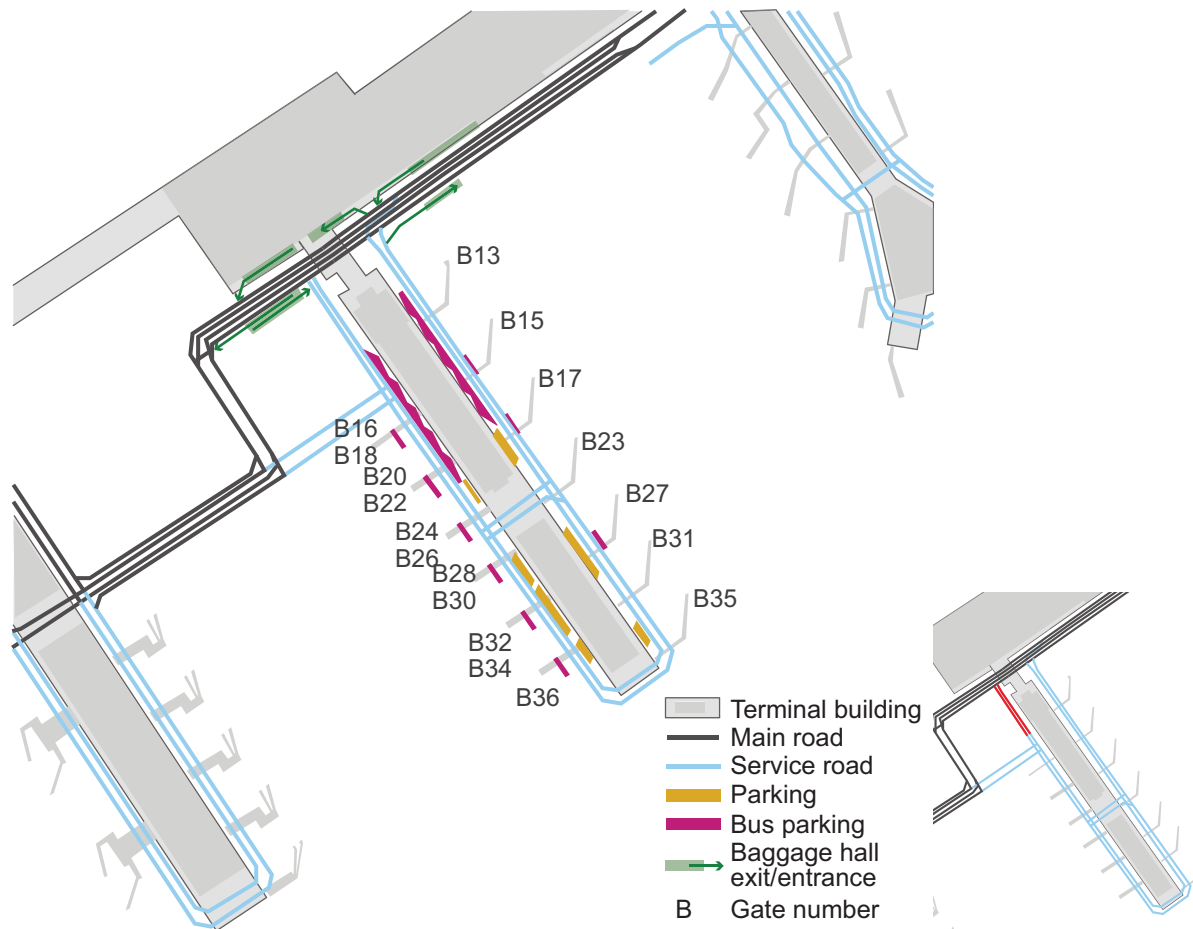 B13
B15
B17
B16
B18
B23
B20
B22
B27
B24
B31
B26
B28
B30
B35
B32
B34
B36
Terminal building
Main road
Service road
Parking
Bus parking
Baggage hall
exit/entrance
B Gate number